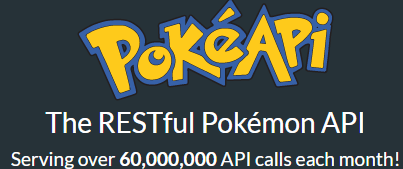 PokéAPi
The RESTful Pokémon API
Serving over 60,000,000 API calls each month!